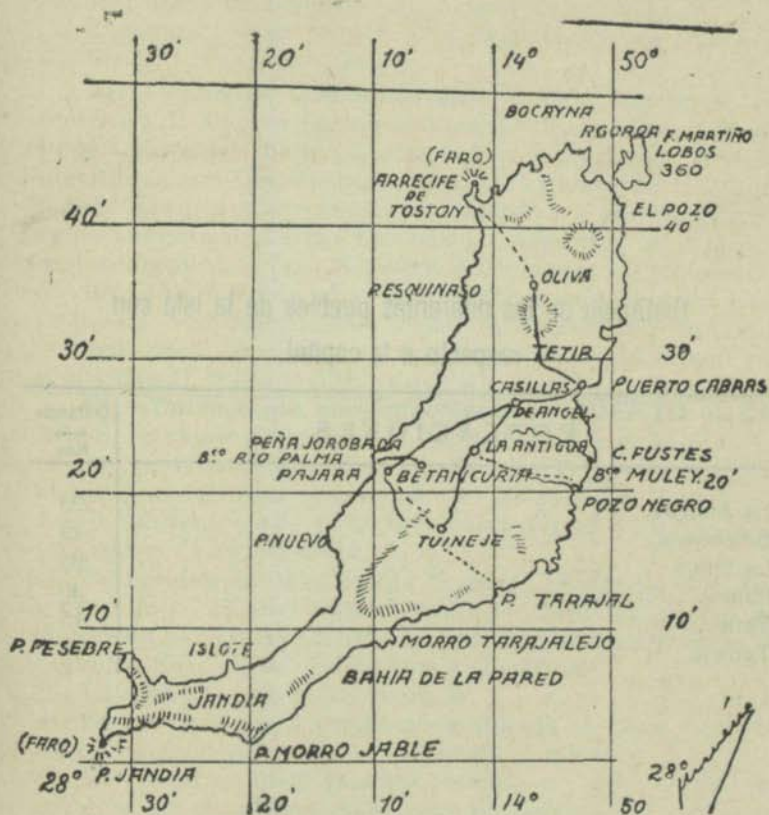 30' 20' 10' 14° 50°
BOCAYNA
RGORDA F. MARTIÑO
LOBOS
360
(FARO)
ARRECIFE
DE
TOSTON
EL POZO
40' 40'
OLIVA
P.ESQUINASO
TETIR
30' 30'
CASILLAS
DE ANGEL
PUERTO CABRAS
PEÑA JOROBADA
Bco RIO PALMA
LA ANTIGUA
C. FUSTES
PAJARA
BETANCURIA
Bco MULEY.
20' 20'
POZO NEGRO
P.NUEVO
TUINEJE
P. TARAJAL
10' 10'
P. PESEBRE
ISLOTE
MORRO TARAJALEJO
JANDIA
BAHIA DE LA PARED
(FARO)
P. MORRO JABLE
28° P. JANDIA 28°
30' 20' 10' 14° 50